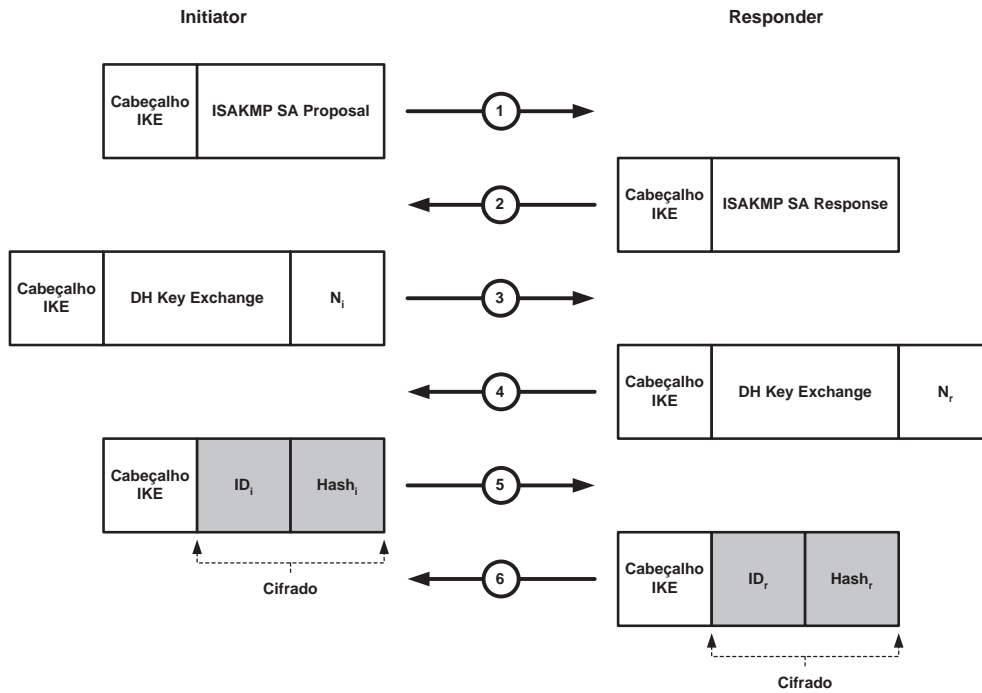 Initiator
Responder
Cabeçalho
IKE
ISAKMP SA Proposal
1
2
Cabeçalho
IKE
ISAKMP SA Response
Cabeçalho
IKE
DH Key Exchange
Ni
3
4
Cabeçalho
IKE
DH Key Exchange
Nr
Cabeçalho
IKE
IDi
Hashi
5
Cifrado
6
Cabeçalho
IKE
IDr
Hashr
Cifrado